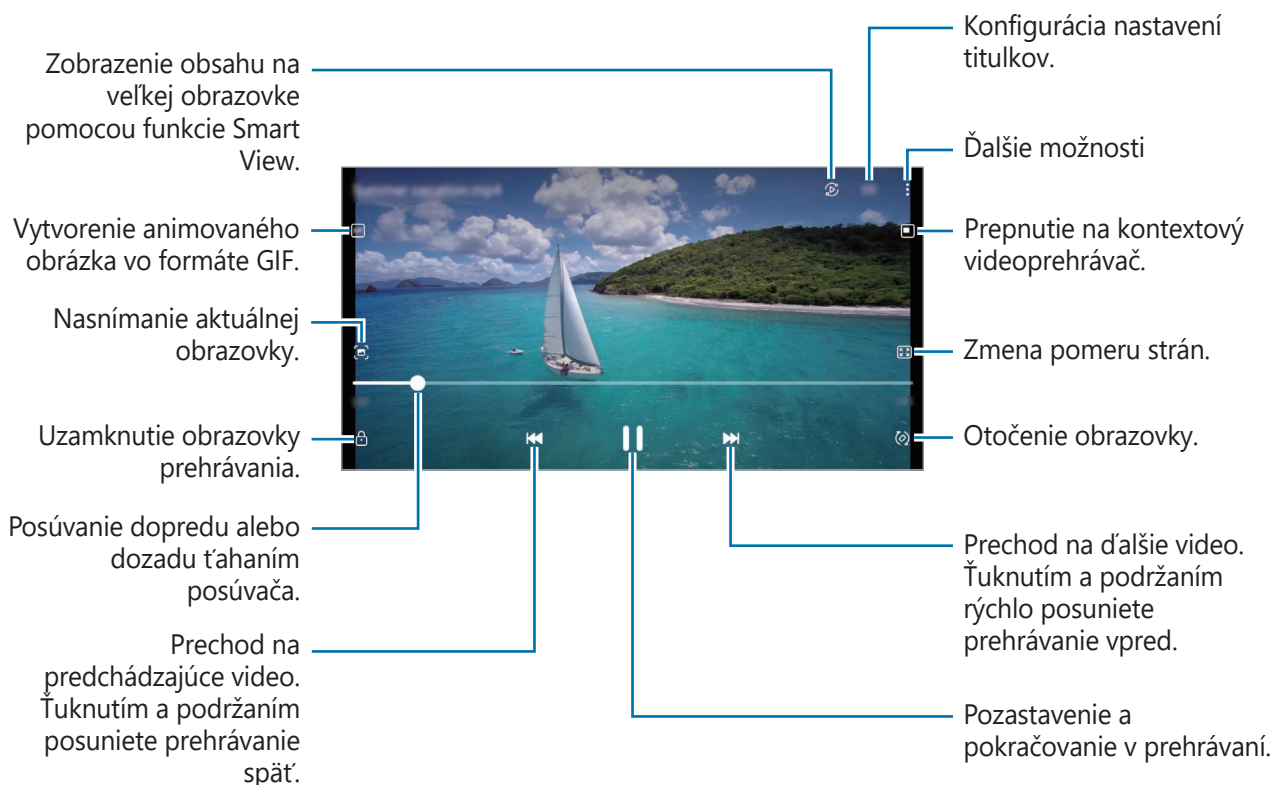 Zobrazenie obsahu na
veľkej obrazovke
pomocou funkcie Smart
View.
Vytvorenie animovaného
obrázka vo formáte GIF.
Nasnímanie aktuálnej
obrazovky.
Uzamknutie obrazovky
prehrávania.
Posúvanie dopredu alebo
dozadu ťahaním
posúvača.
Prechod na
predchádzajúce video.
Ťuknutím a podržaním
posuniete prehrávanie
späť.
Konfigurácia nastavení
titulkov.
Ďalšie možnosti
Prepnutie na kontextový
videoprehrávač.
Zmena pomeru strán.
Otočenie obrazovky.
Prechod na ďalšie video.
Ťuknutím a podržaním
rýchlo posuniete
prehrávanie vpred.
Pozastavenie a
pokračovanie v prehrávaní.